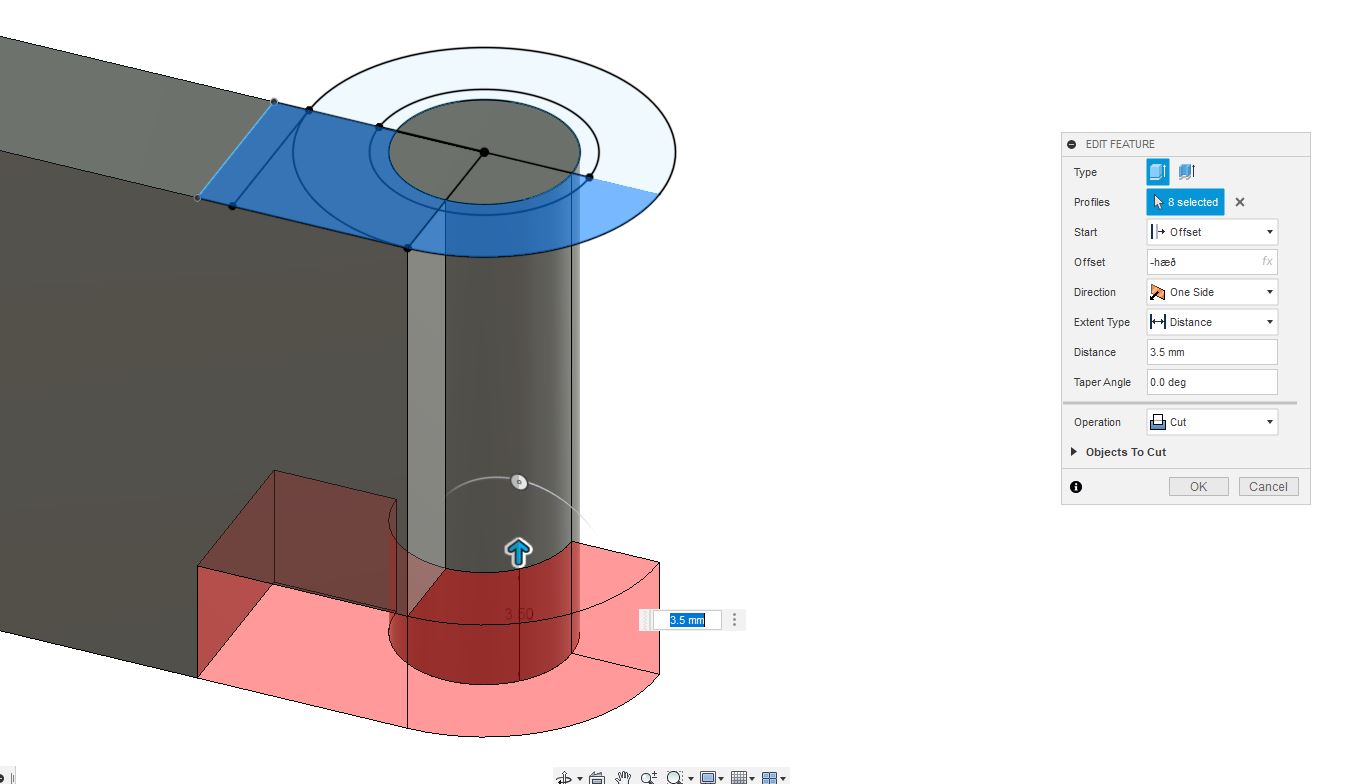 EDIT FEATURE
Type
Profiles 8 selected
Start Offset
Offset -hæð fx
Direction One Side
Extent Type Distance
Distance 3.5 mm
Taper Angle 0.0 deg
Operation Cut
Objects To Cut
OK Cancel
3.50
3.5 mm